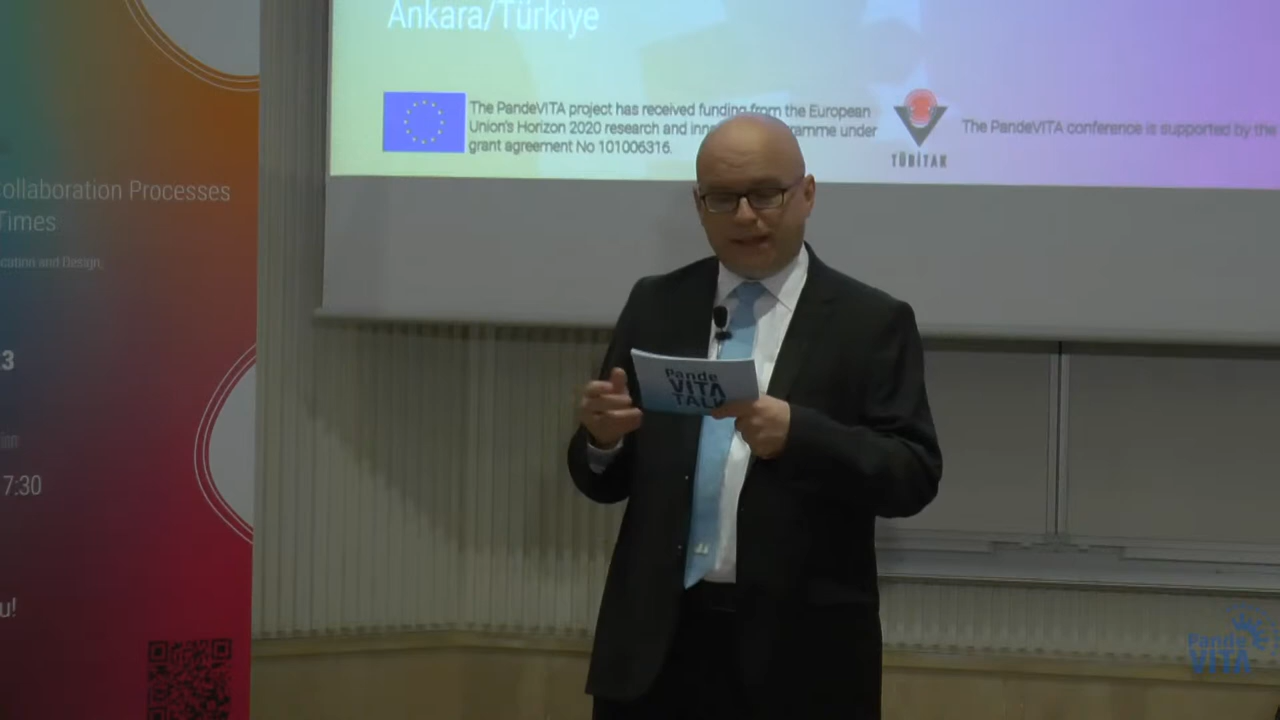 Ankara/Türkiye
The PandeVITA project has received funding from the European
Union's Horizon 2020 research and inn ramme under
grant agreement No 101006316.
TÜBİTAK
The PandeVITA conference is supported by the
ollaboration Processes
Times
cution and Design,
3
7:30
u!
Pande
VITA
TALK
Pande
VITA